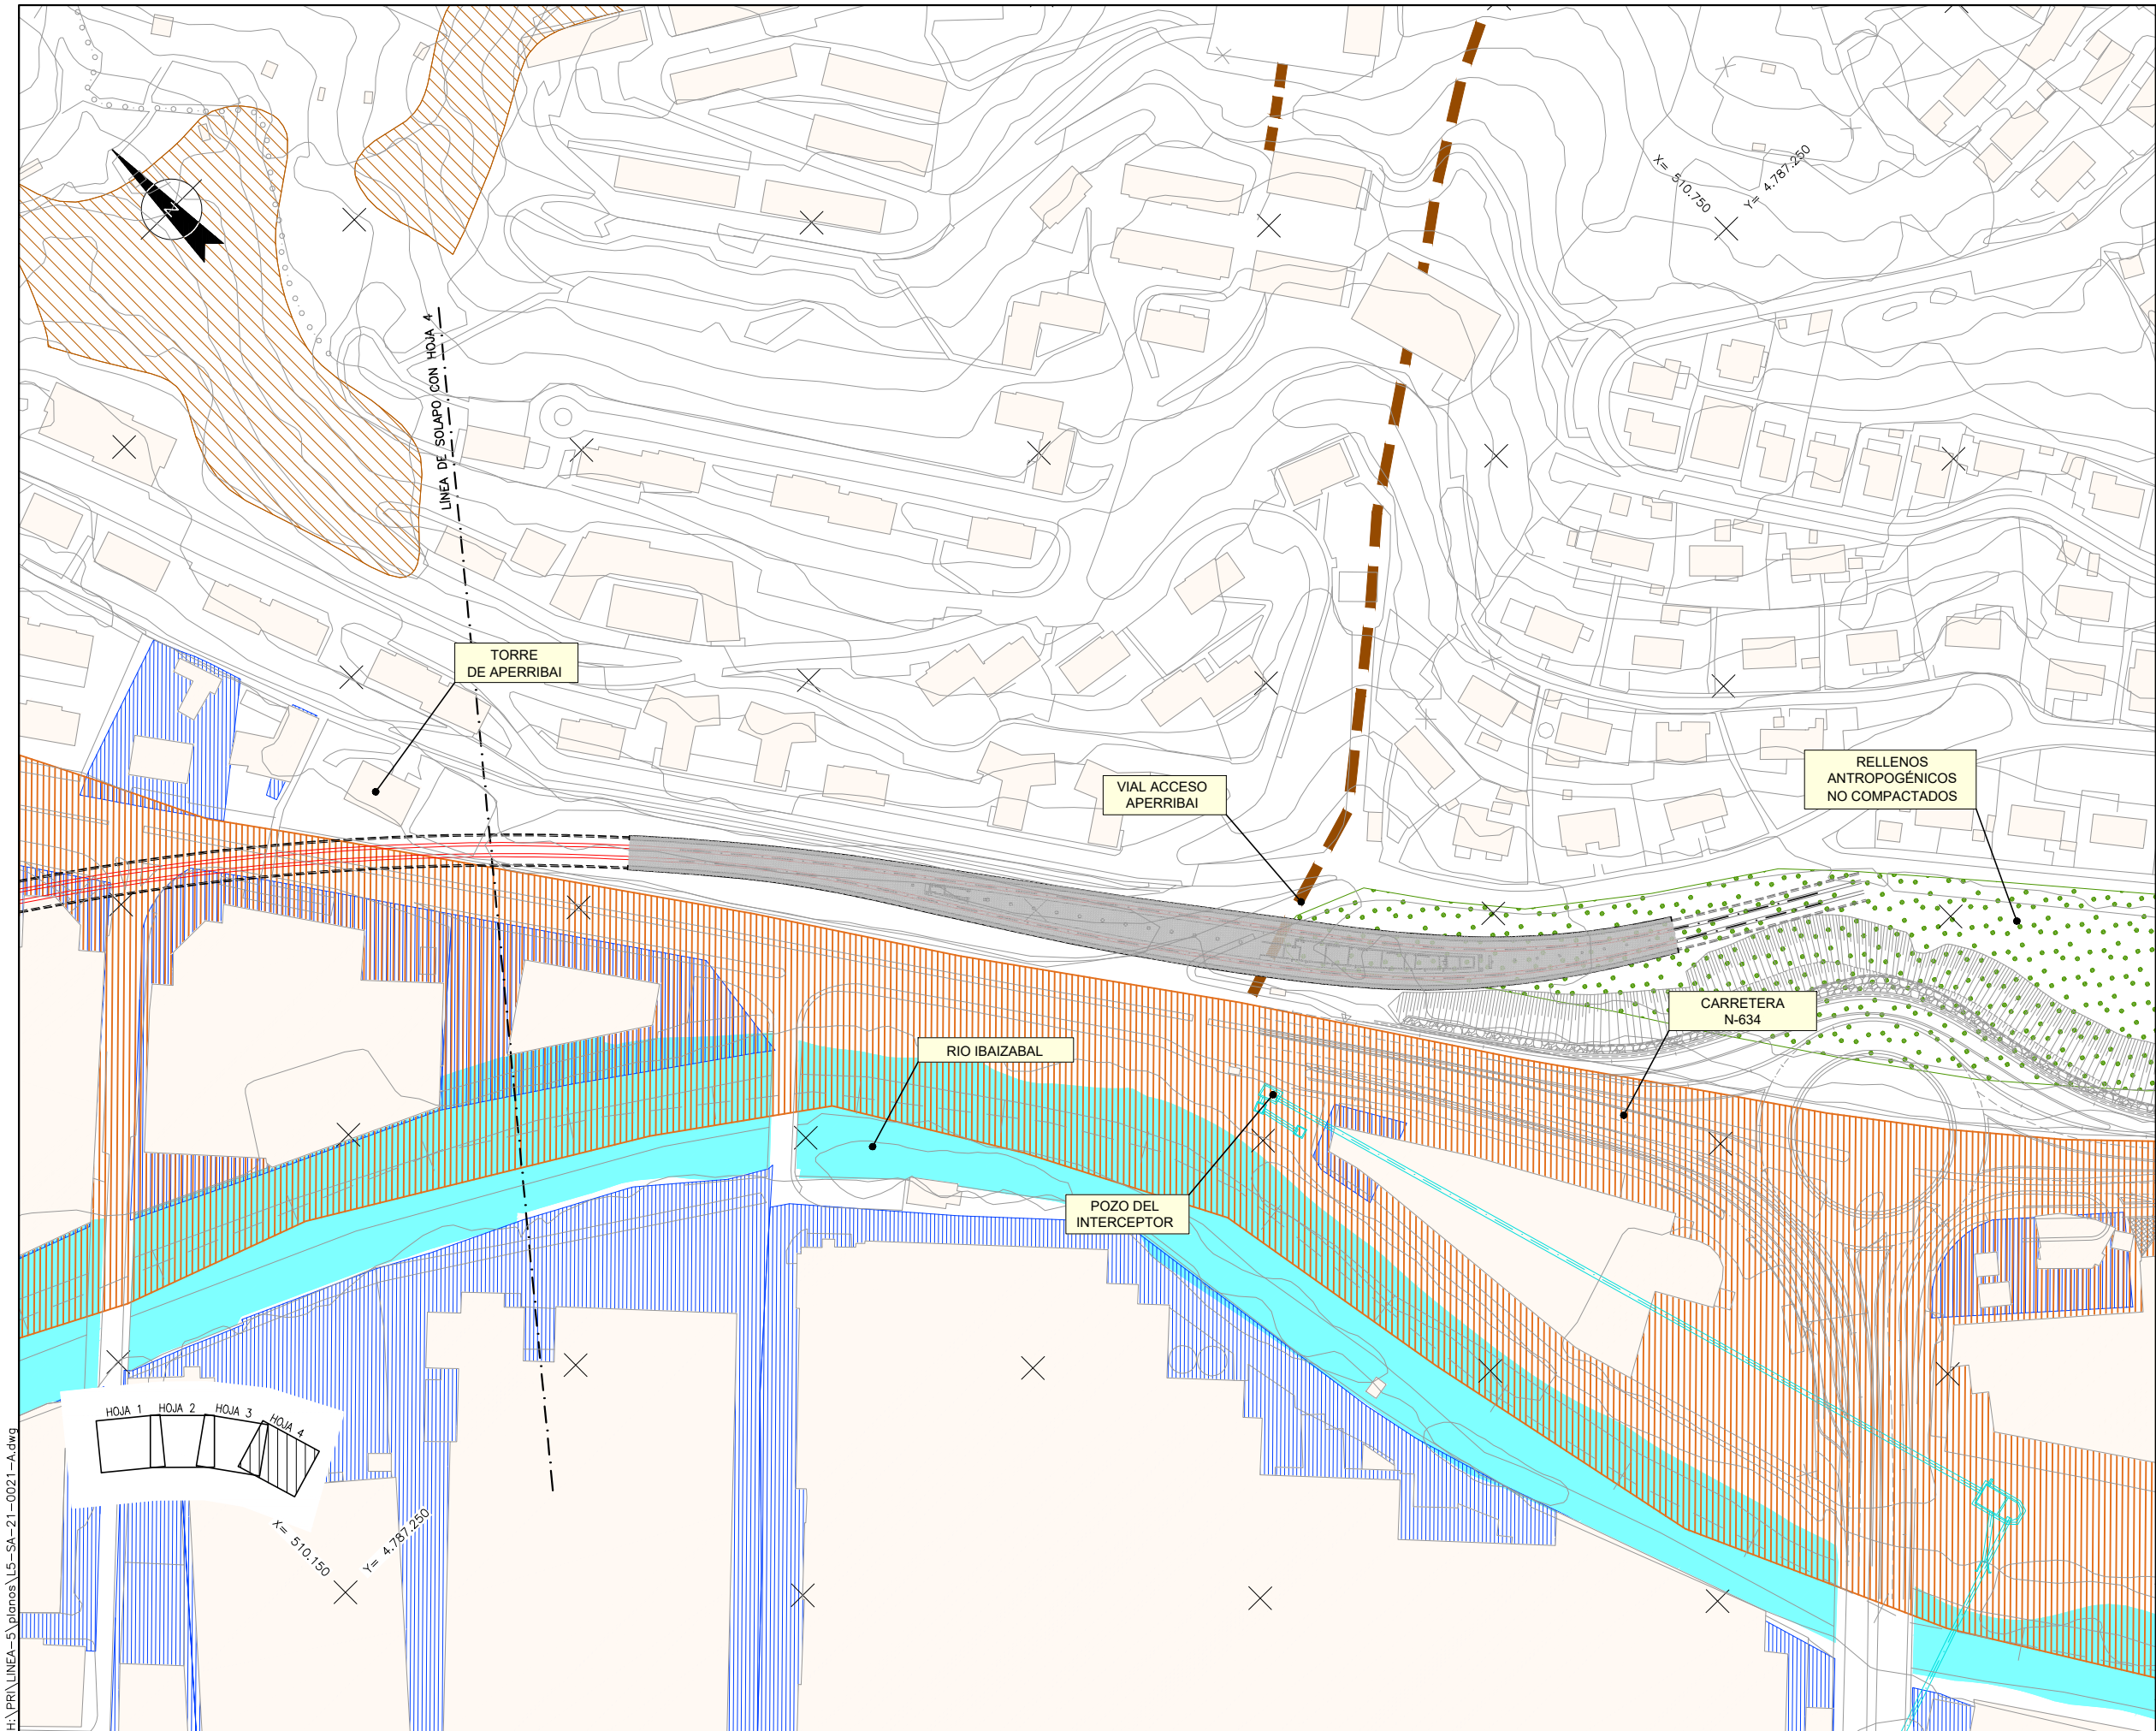 X= 510.750
Y= 4.787.250
N
LÍNEA DE SOLAPO CON HOJA 4
TORRE
DE APERRIBAI
VIAL ACCESO
APERRIBAI
RELLENOS
ANTROPOGÉNICOS
NO COMPACTADOS
CARRETERA
N-634
RIO IBAIZABAL
POZO DEL
INTERCEPTOR
HOJA 1
HOJA 2
HOJA 3
HOJA 4
X= 510.150
Y= 4.787.250
H:\PRI\LINEA-5\planos\L5-SA-21-0021-A.dwg